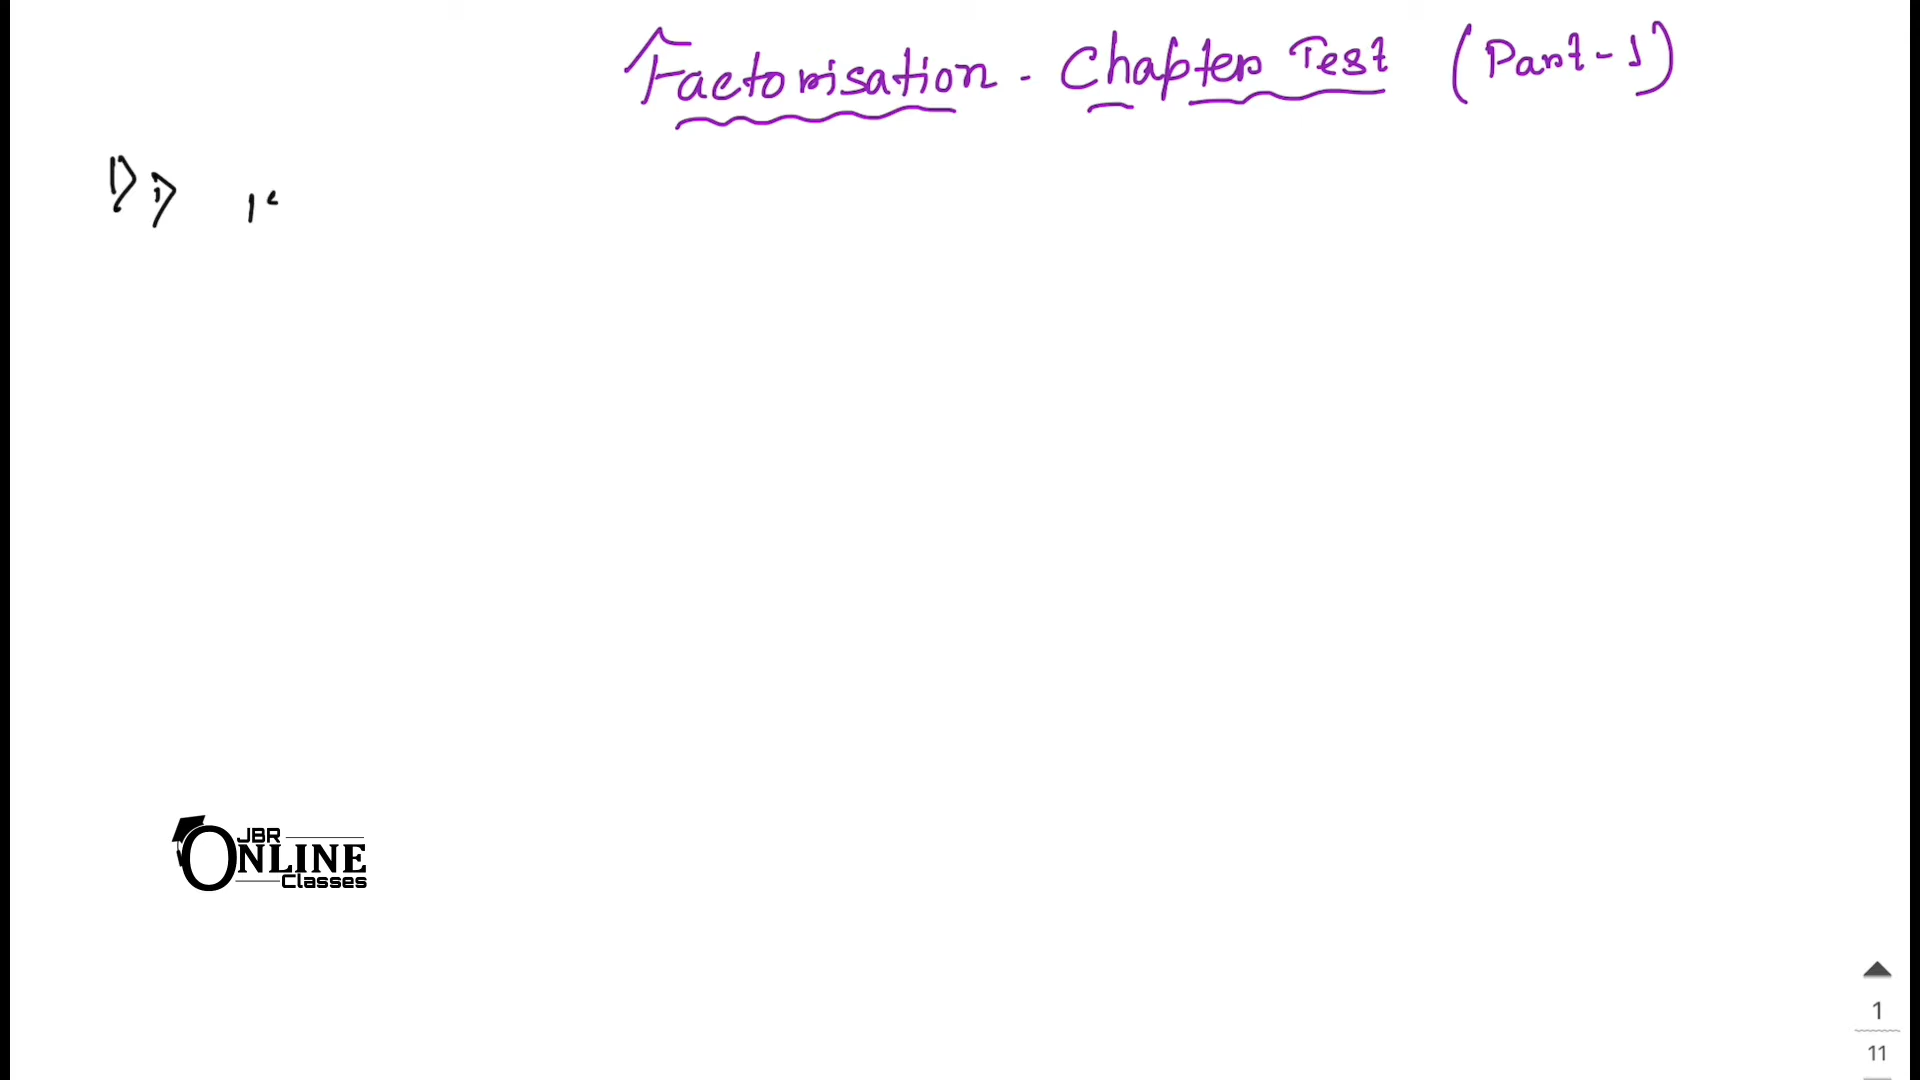 Factorisation - Chapter Test (Part-1)
1) i)
JBR
ONLINE
Classes
1
11